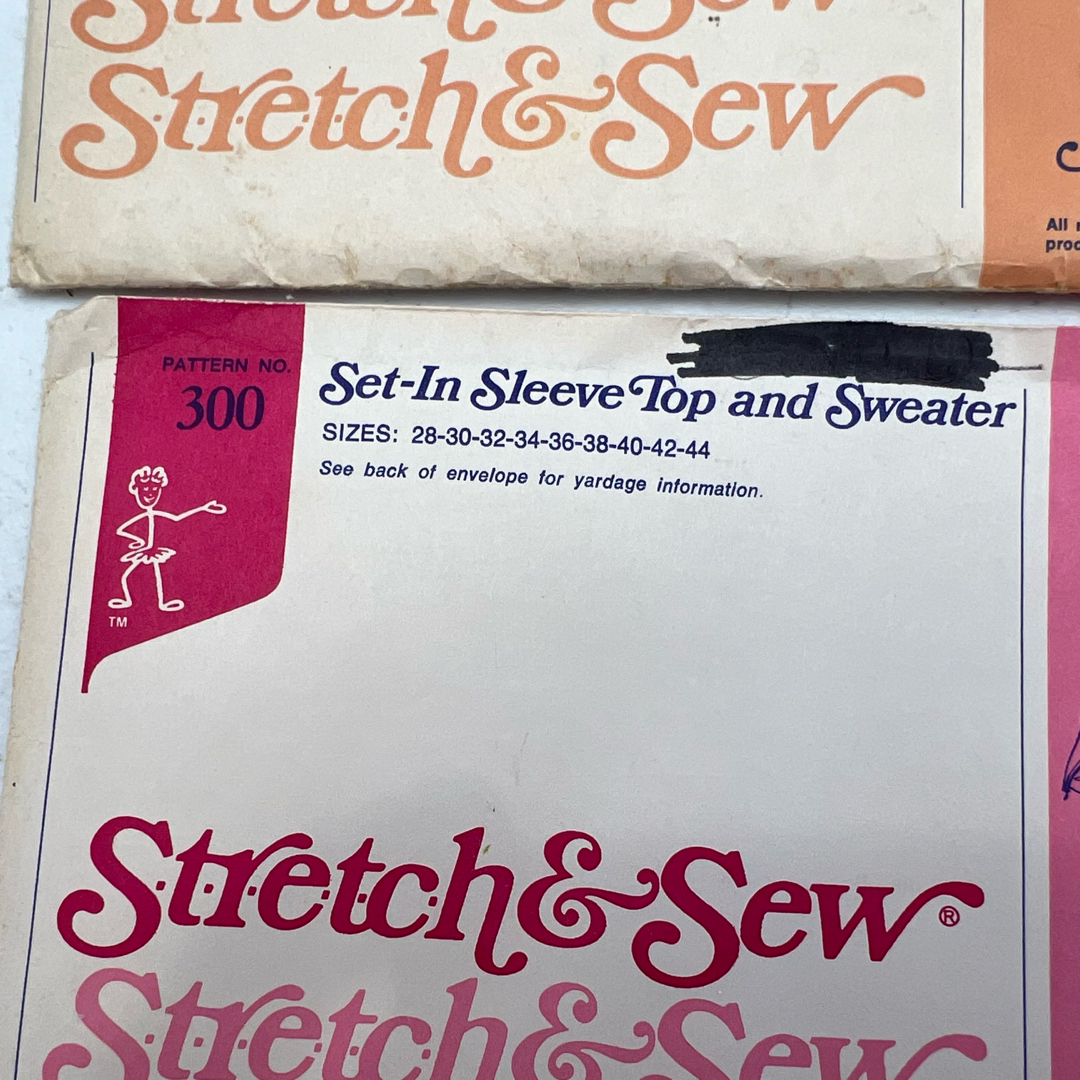 Stretch & Sew
Stretch & Sew
All
PATTERN NO.
300
Set-In Sleeve Top and Sweater
SIZES: 28-30-32-34-36-38-40-42-44
See back of envelope for yardage information.
TM
Stretch & Sew®
Stretch & Sew